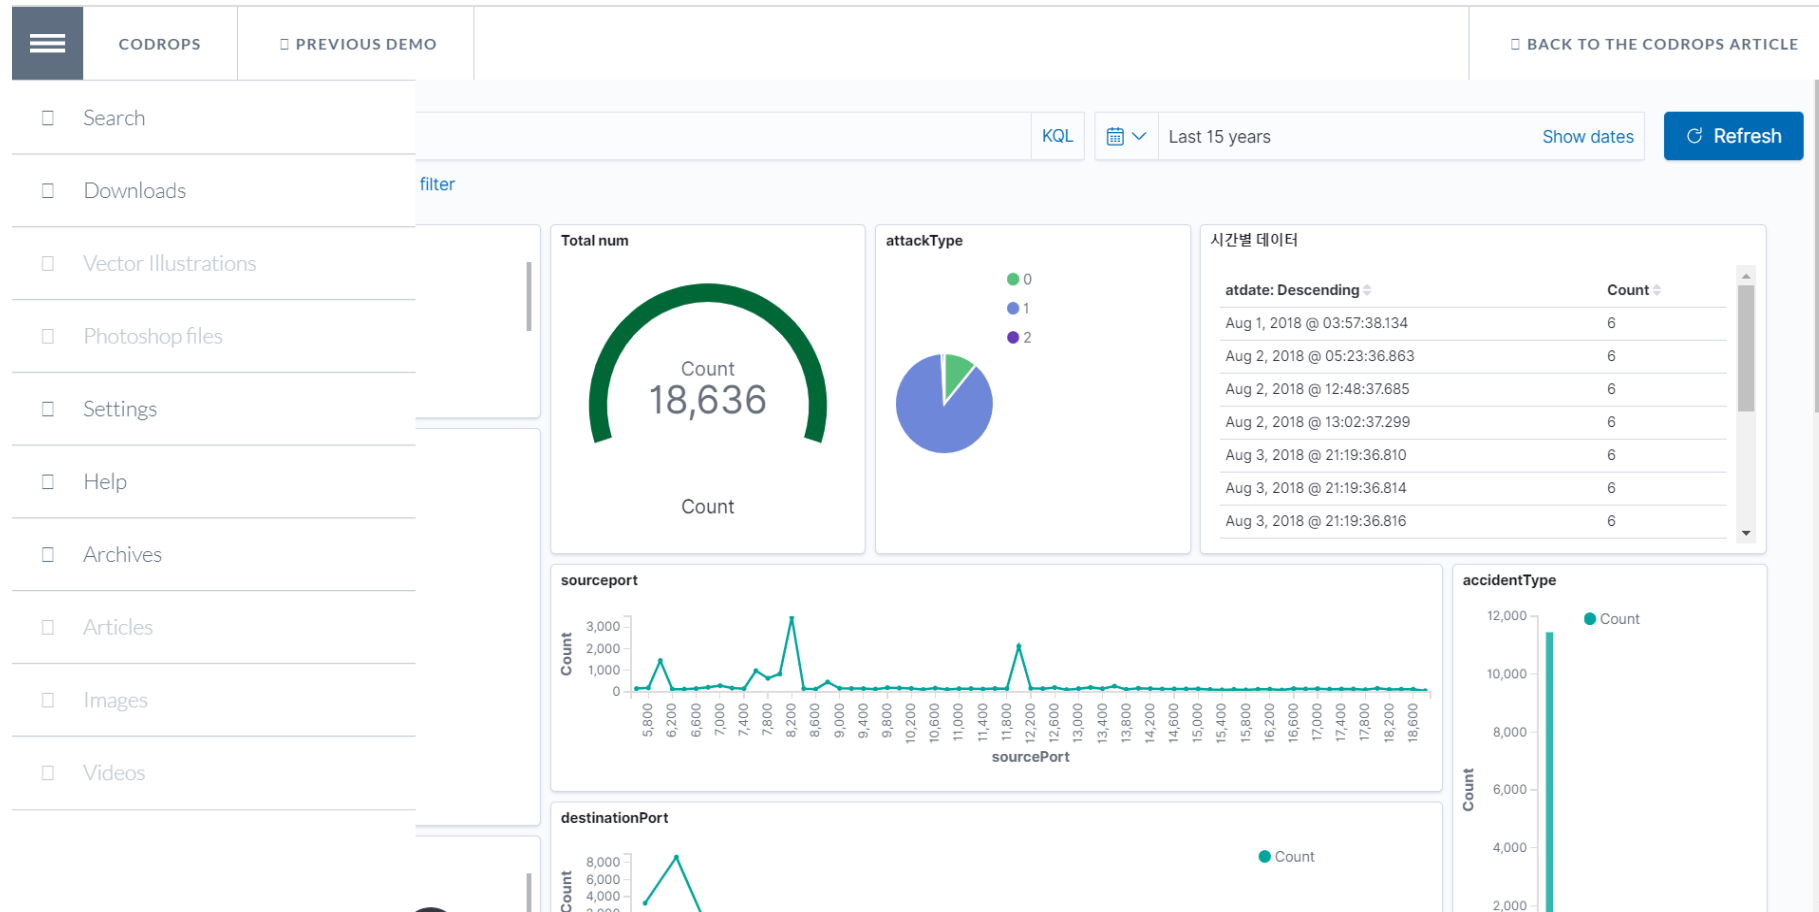 CODROPS
PREVIOUS DEMO
BACK TO THE CODROPS ARTICLE
Search
Downloads
Vector Illustrations
Photoshop files
Settings
Help
Archives
Articles
Images
Videos
KQL
Last 15 years
Show dates
Refresh
filter
Total num
Count
18,636
Count
attackType
0
1
2
시간별 데이터
atdate: Descending Count
Aug 1, 2018 @ 03:57:38.134 6
Aug 2, 2018 @ 05:23:36.863 6
Aug 2, 2018 @ 12:48:37.685 6
Aug 2, 2018 @ 13:02:37.299 6
Aug 3, 2018 @ 21:19:36.810 6
Aug 3, 2018 @ 21:19:36.814 6
Aug 3, 2018 @ 21:19:36.816 6
sourceport
Count
3,000
2,000
1,000
0
5,800 6,200 6,600 7,000 7,400 7,800 8,200 8,600 9,000 9,400 9,800 10,200 10,600 11,000 11,400 11,800 12,200 12,600 13,000 13,400 13,800 14,200 14,600 15,000 15,400 15,800 16,200 16,600 17,000 17,400 17,800 18,200 18,600
sourcePort
accidentType
Count
12,000
10,000
8,000
6,000
4,000
2,000
Count
destinationPort
Count
8,000
6,000
4,000
Count